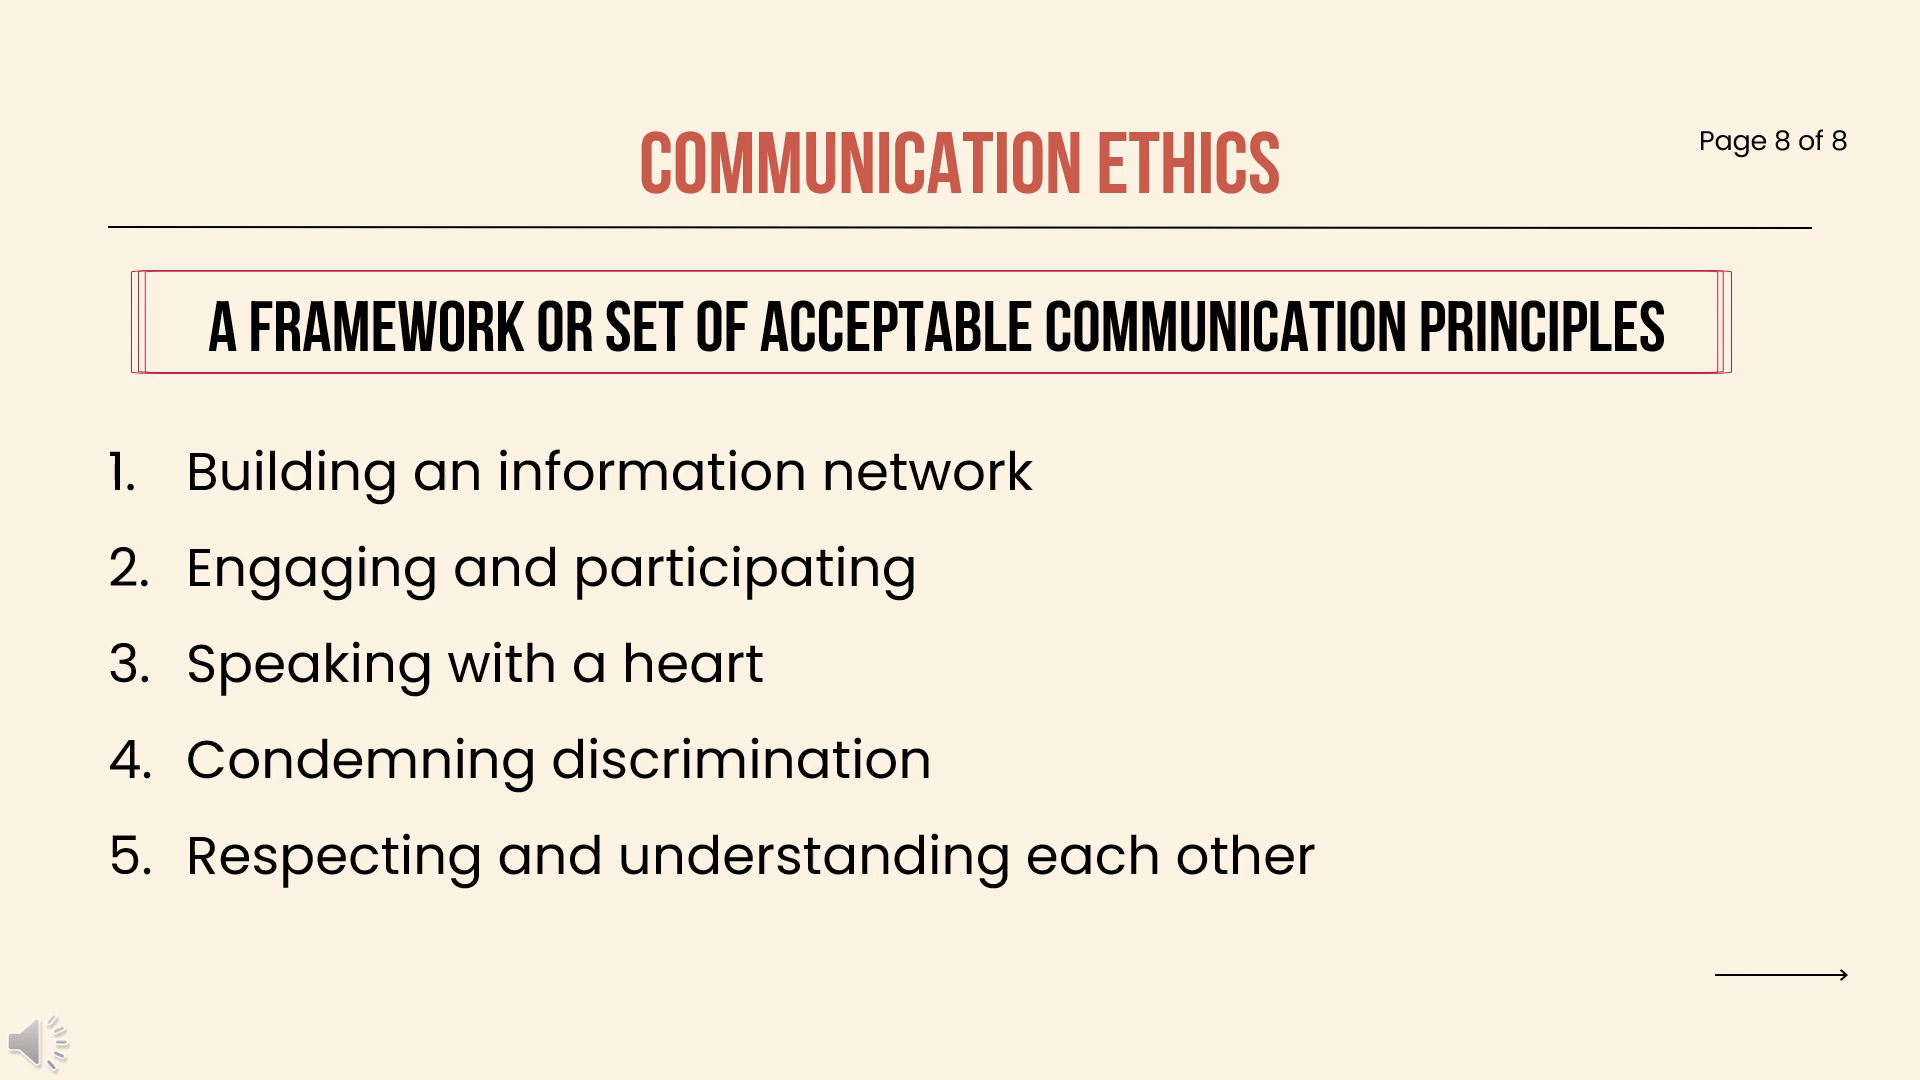 COMMUNICATION ETHICS
Page 8 of 8
A FRAMEWORK OR SET OF ACCEPTABLE COMMUNICATION PRINCIPLES
1. Building an information network
2. Engaging and participating
3. Speaking with a heart
4. Condemning discrimination
5. Respecting and understanding each other